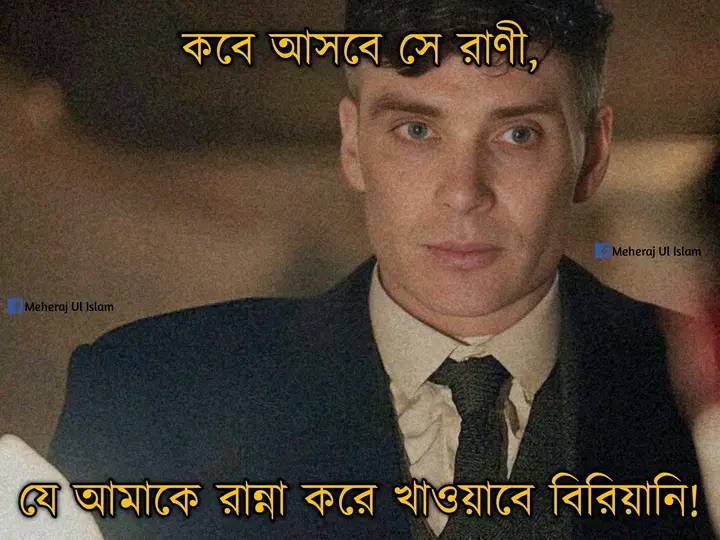 কবে আসবে সে রাণী,
Meheraj Ul Islam
Meheraj Ul Islam
যে আমাকে রান্না করে খাওয়াবে বিরিয়ানি!